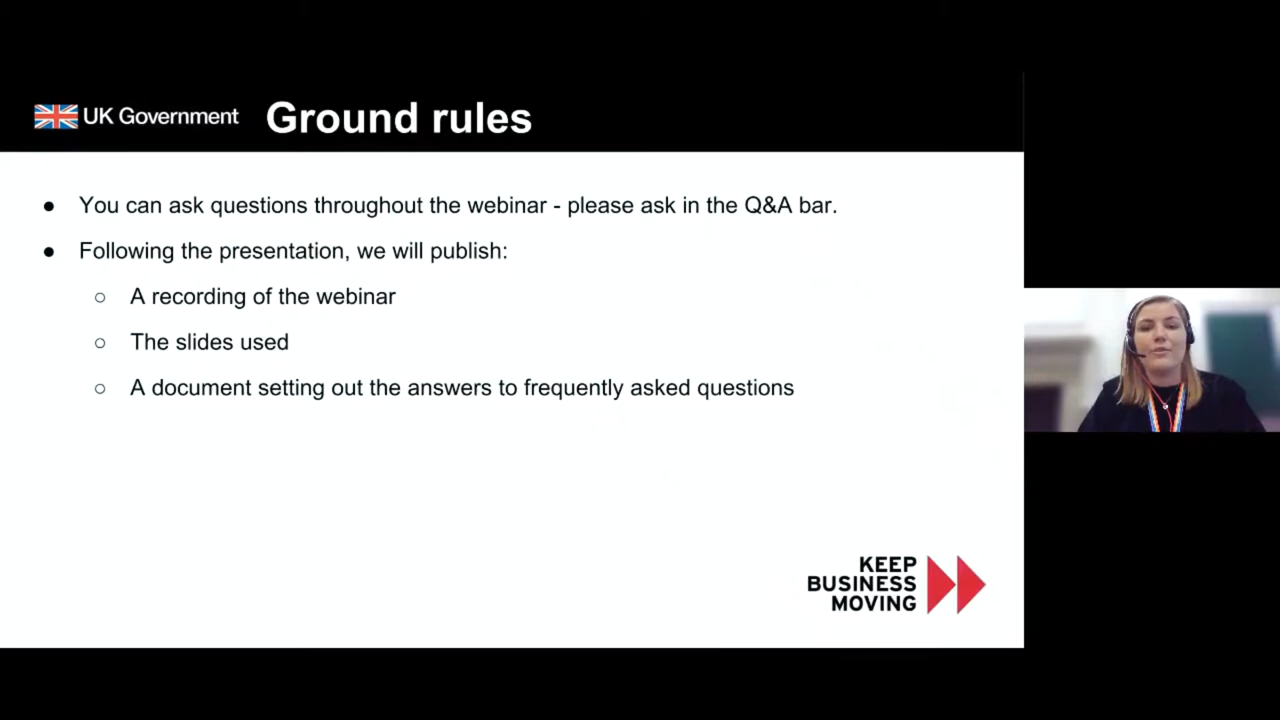 UK Government
Ground rules
● You can ask questions throughout the webinar - please ask in the Q&A bar.
● Following the presentation, we will publish:
○ A recording of the webinar
○ The slides used
○ A document setting out the answers to frequently asked questions
KEEP
BUSINESS
MOVING